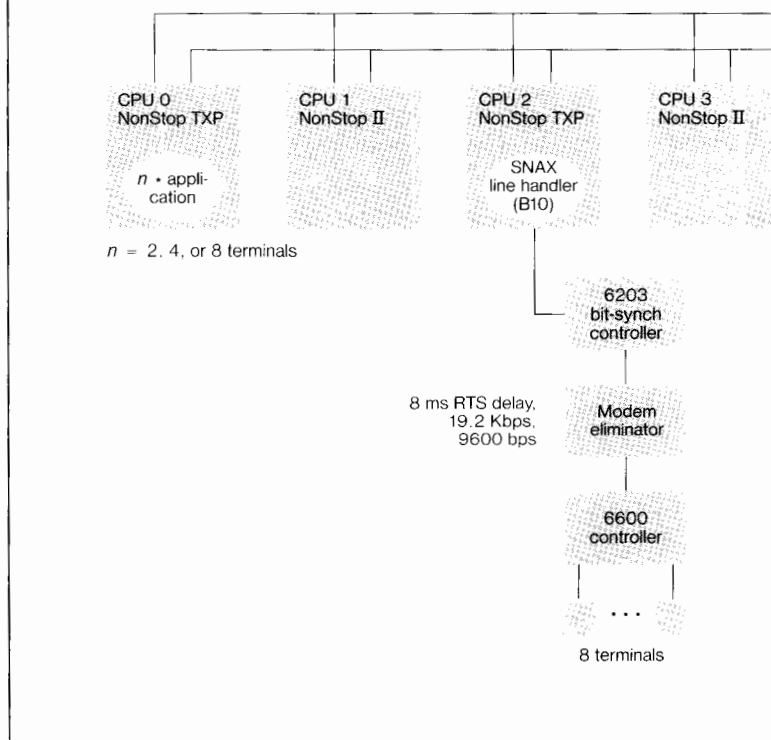 CPU 0
NonStop TXP
n * appli-
cation
CPU 1
NonStop II
CPU 2
NonStop TXP
SNAX
line handler
(B10)
CPU 3
NonStop II
n = 2. 4, or 8 terminals
6203
bit-synch
controller
8 ms RTS delay,
19.2 Kbps,
9600 bps
Modem
eliminator
6600
controller
• • •
8 terminals